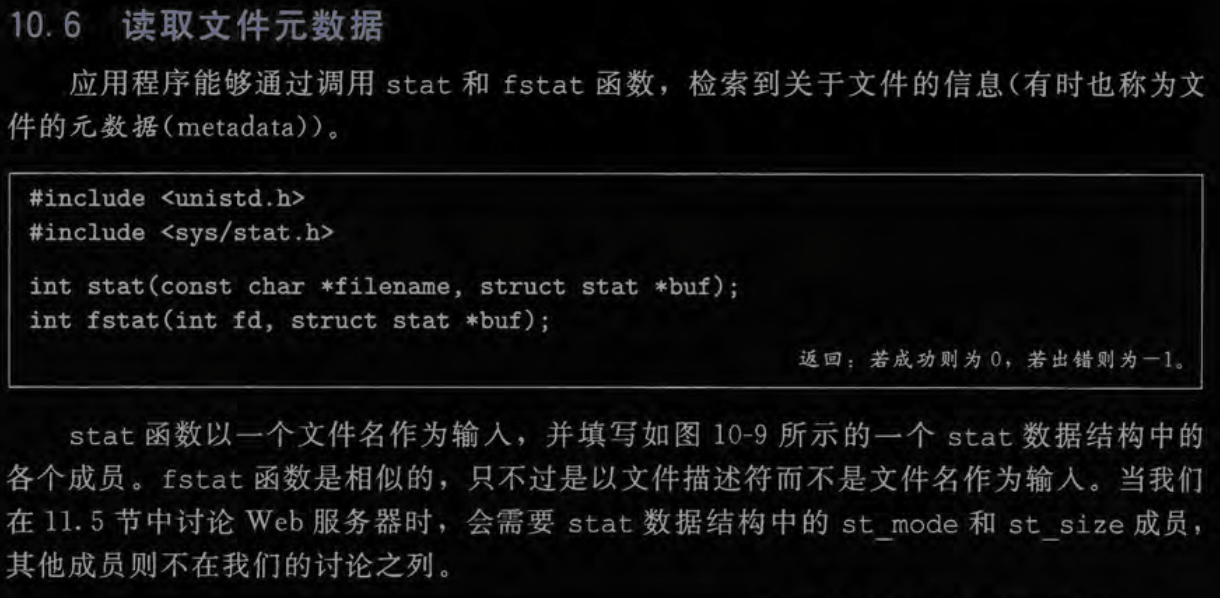 10.6 读取文件元数据
应用程序能够通过调用 stat 和 fstat 函数，检索到关于文件的信息(有时也称为文
件的元数据(metadata))。
#include <unistd.h>
#include <sys/stat.h>
int stat(const char *filename, struct stat *buf);
int fstat(int fd, struct stat *buf);
返回：若成功则为 0，若出错则为－1。
stat 函数以一个文件名作为输入，并填写如图 10-9 所示的一个 stat 数据结构中的
各个成员。fstat 函数是相似的，只不过是以文件描述符而不是文件名作为输入。当我们
在 11.5 节中讨论 Web 服务器时，会需要 stat 数据结构中的 st_mode 和 st_size 成员，
其他成员则不在我们的讨论之列。